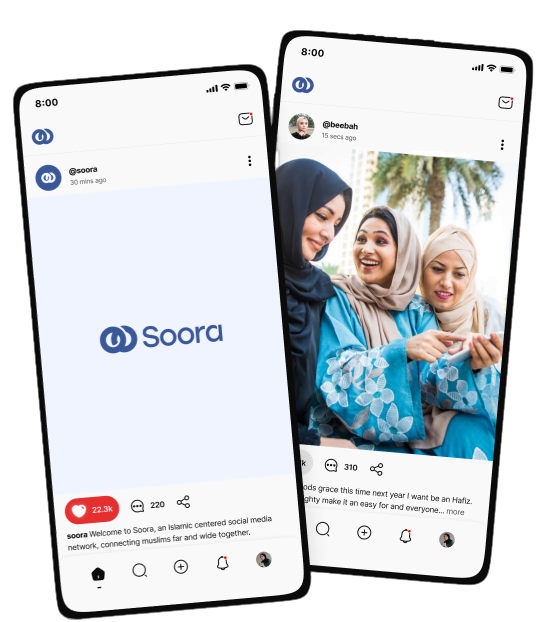 8:00
@soora
30 mins ago
Soora
22.3k
220
soora Welcome to Soora, an Islamic centered social media
network, connecting muslims far and wide together.
8:00
@beebah
15 secs ago
k
310
ods grace this time next year I want be an Hafiz.
ghty make it an easy for and everyone... more